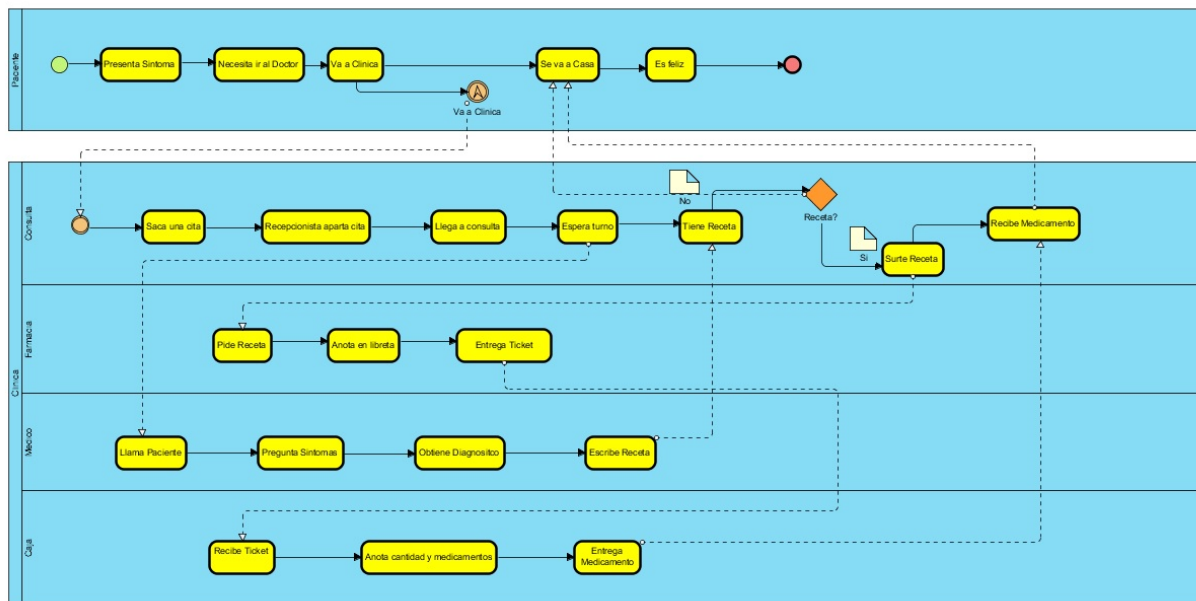 Paciente
Presenta Sintoma
Necesita ir al Doctor
Va a Clinica
Se va a Casa
Es feliz
Va a Clinica
Clinica
Consulta
Saca una cita
Recepcionista aparta cita
Llega a consulta
Espera turno
No
Tiene Receta
Receta?
Si
Surte Receta
Recibe Medicamento
Farmacia
Pide Receta
Anota en libreta
Entrega Ticket
Medico
Llama Paciente
Pregunta Sintomas
Obtiene Diagnositco
Escribe Receta
Caja
Recibe Ticket
Anota cantidad y medicamentos
Entrega
Medicamento